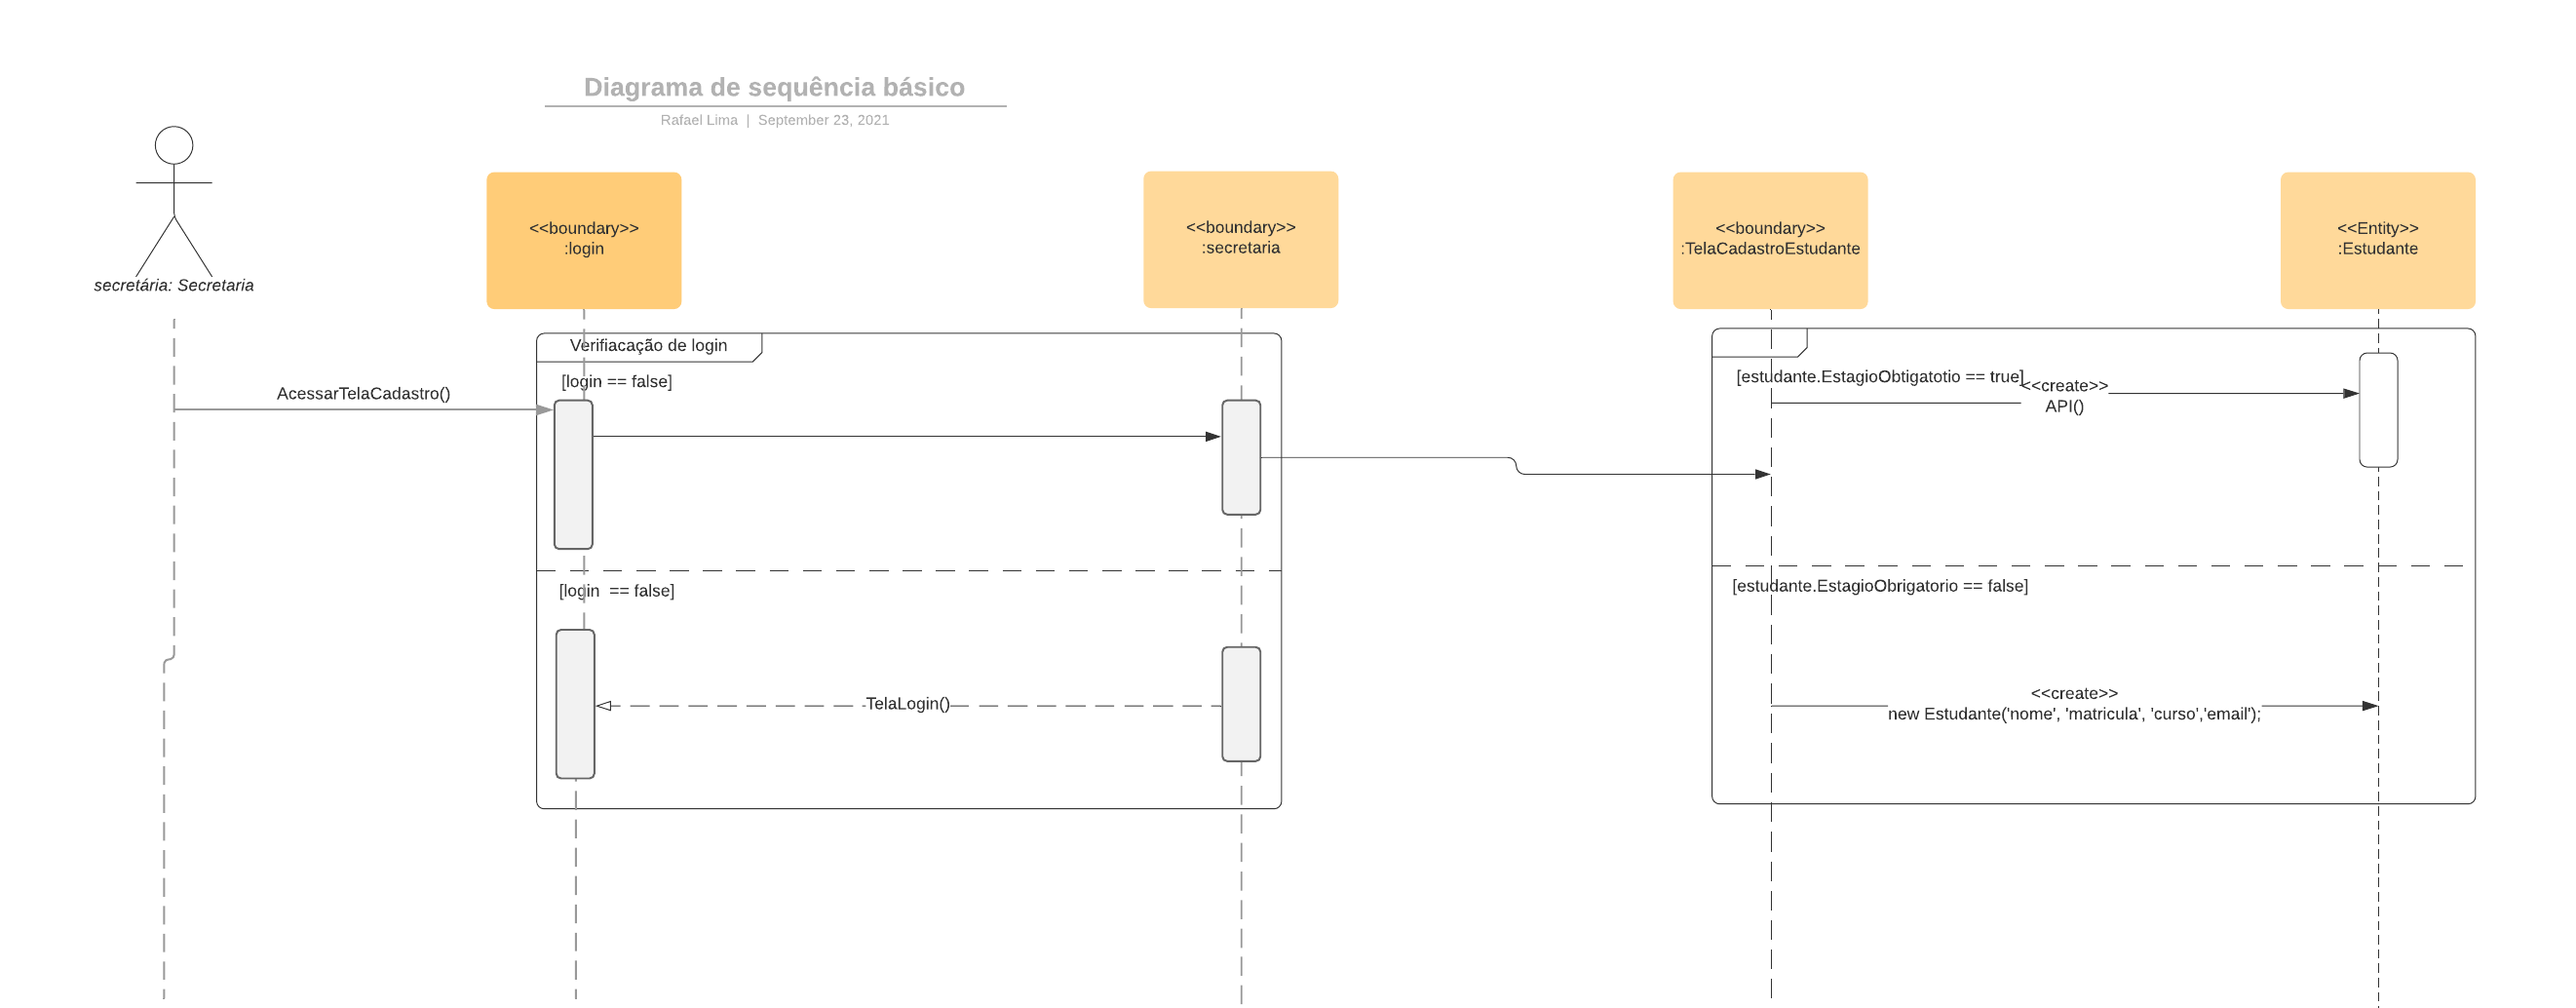 Diagrama de sequência básico
Rafael Lima | September 23, 2021
secretária: Secretaria
<<boundary>>
:login
<<boundary>>
:secretaria
<<boundary>>
:TelaCadastroEstudante
<<Entity>>
:Estudante
AcessarTelaCadastro()
Verifiacação de login
[login == false]
[login == false]
TelaLogin()
[estudante.EstagioObtigatotio == true]
<<create>>
API()
[estudante.EstagioObrigatorio == false]
<<create>>
new Estudante('nome', 'matricula', 'curso','email');